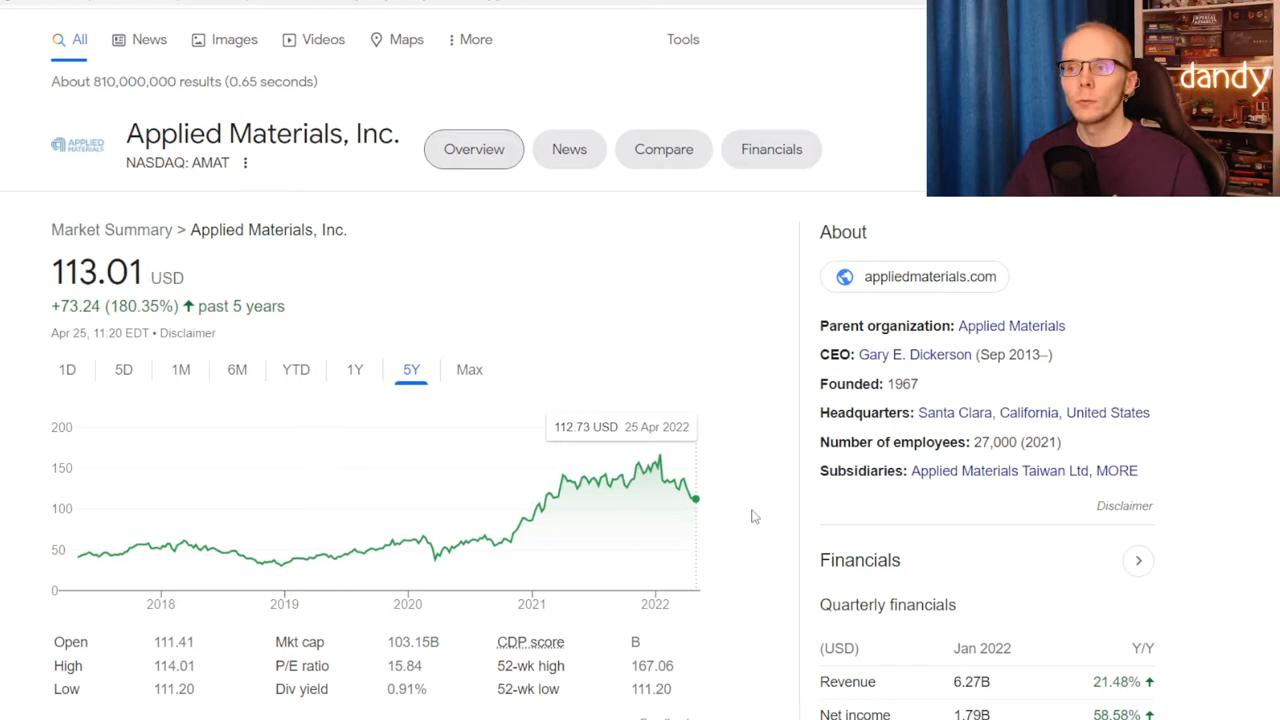 All News Images Videos Maps More Tools
About 810,000,000 results (0.65 seconds)
APPLIED MATERIALS
Applied Materials, Inc.
NASDAQ: AMAT
Overview News Compare Financials
dandy
Market Summary > Applied Materials, Inc.
113.01 USD
+73.24 (180.35%) past 5 years
Apr 25, 11:20 EDT • Disclaimer
1D 5D 1M 6M YTD 1Y 5Y Max
112.73 USD 25 Apr 2022
200
150
100
50
0
2018 2019 2020 2021 2022
Open 111.41 Mkt cap 103.15B CDP score B
High 114.01 P/E ratio 15.84 52-wk high 167.06
Low 111.20 Div yield 0.91% 52-wk low 111.20
About
appliedmaterials.com
Parent organization: Applied Materials
CEO: Gary E. Dickerson (Sep 2013–)
Founded: 1967
Headquarters: Santa Clara, California, United States
Number of employees: 27,000 (2021)
Subsidiaries: Applied Materials Taiwan Ltd, MORE
Disclaimer
Financials
Quarterly financials
(USD) Jan 2022 Y/Y
Revenue 6.27B 21.48%
Net income 1.79B 58.58%